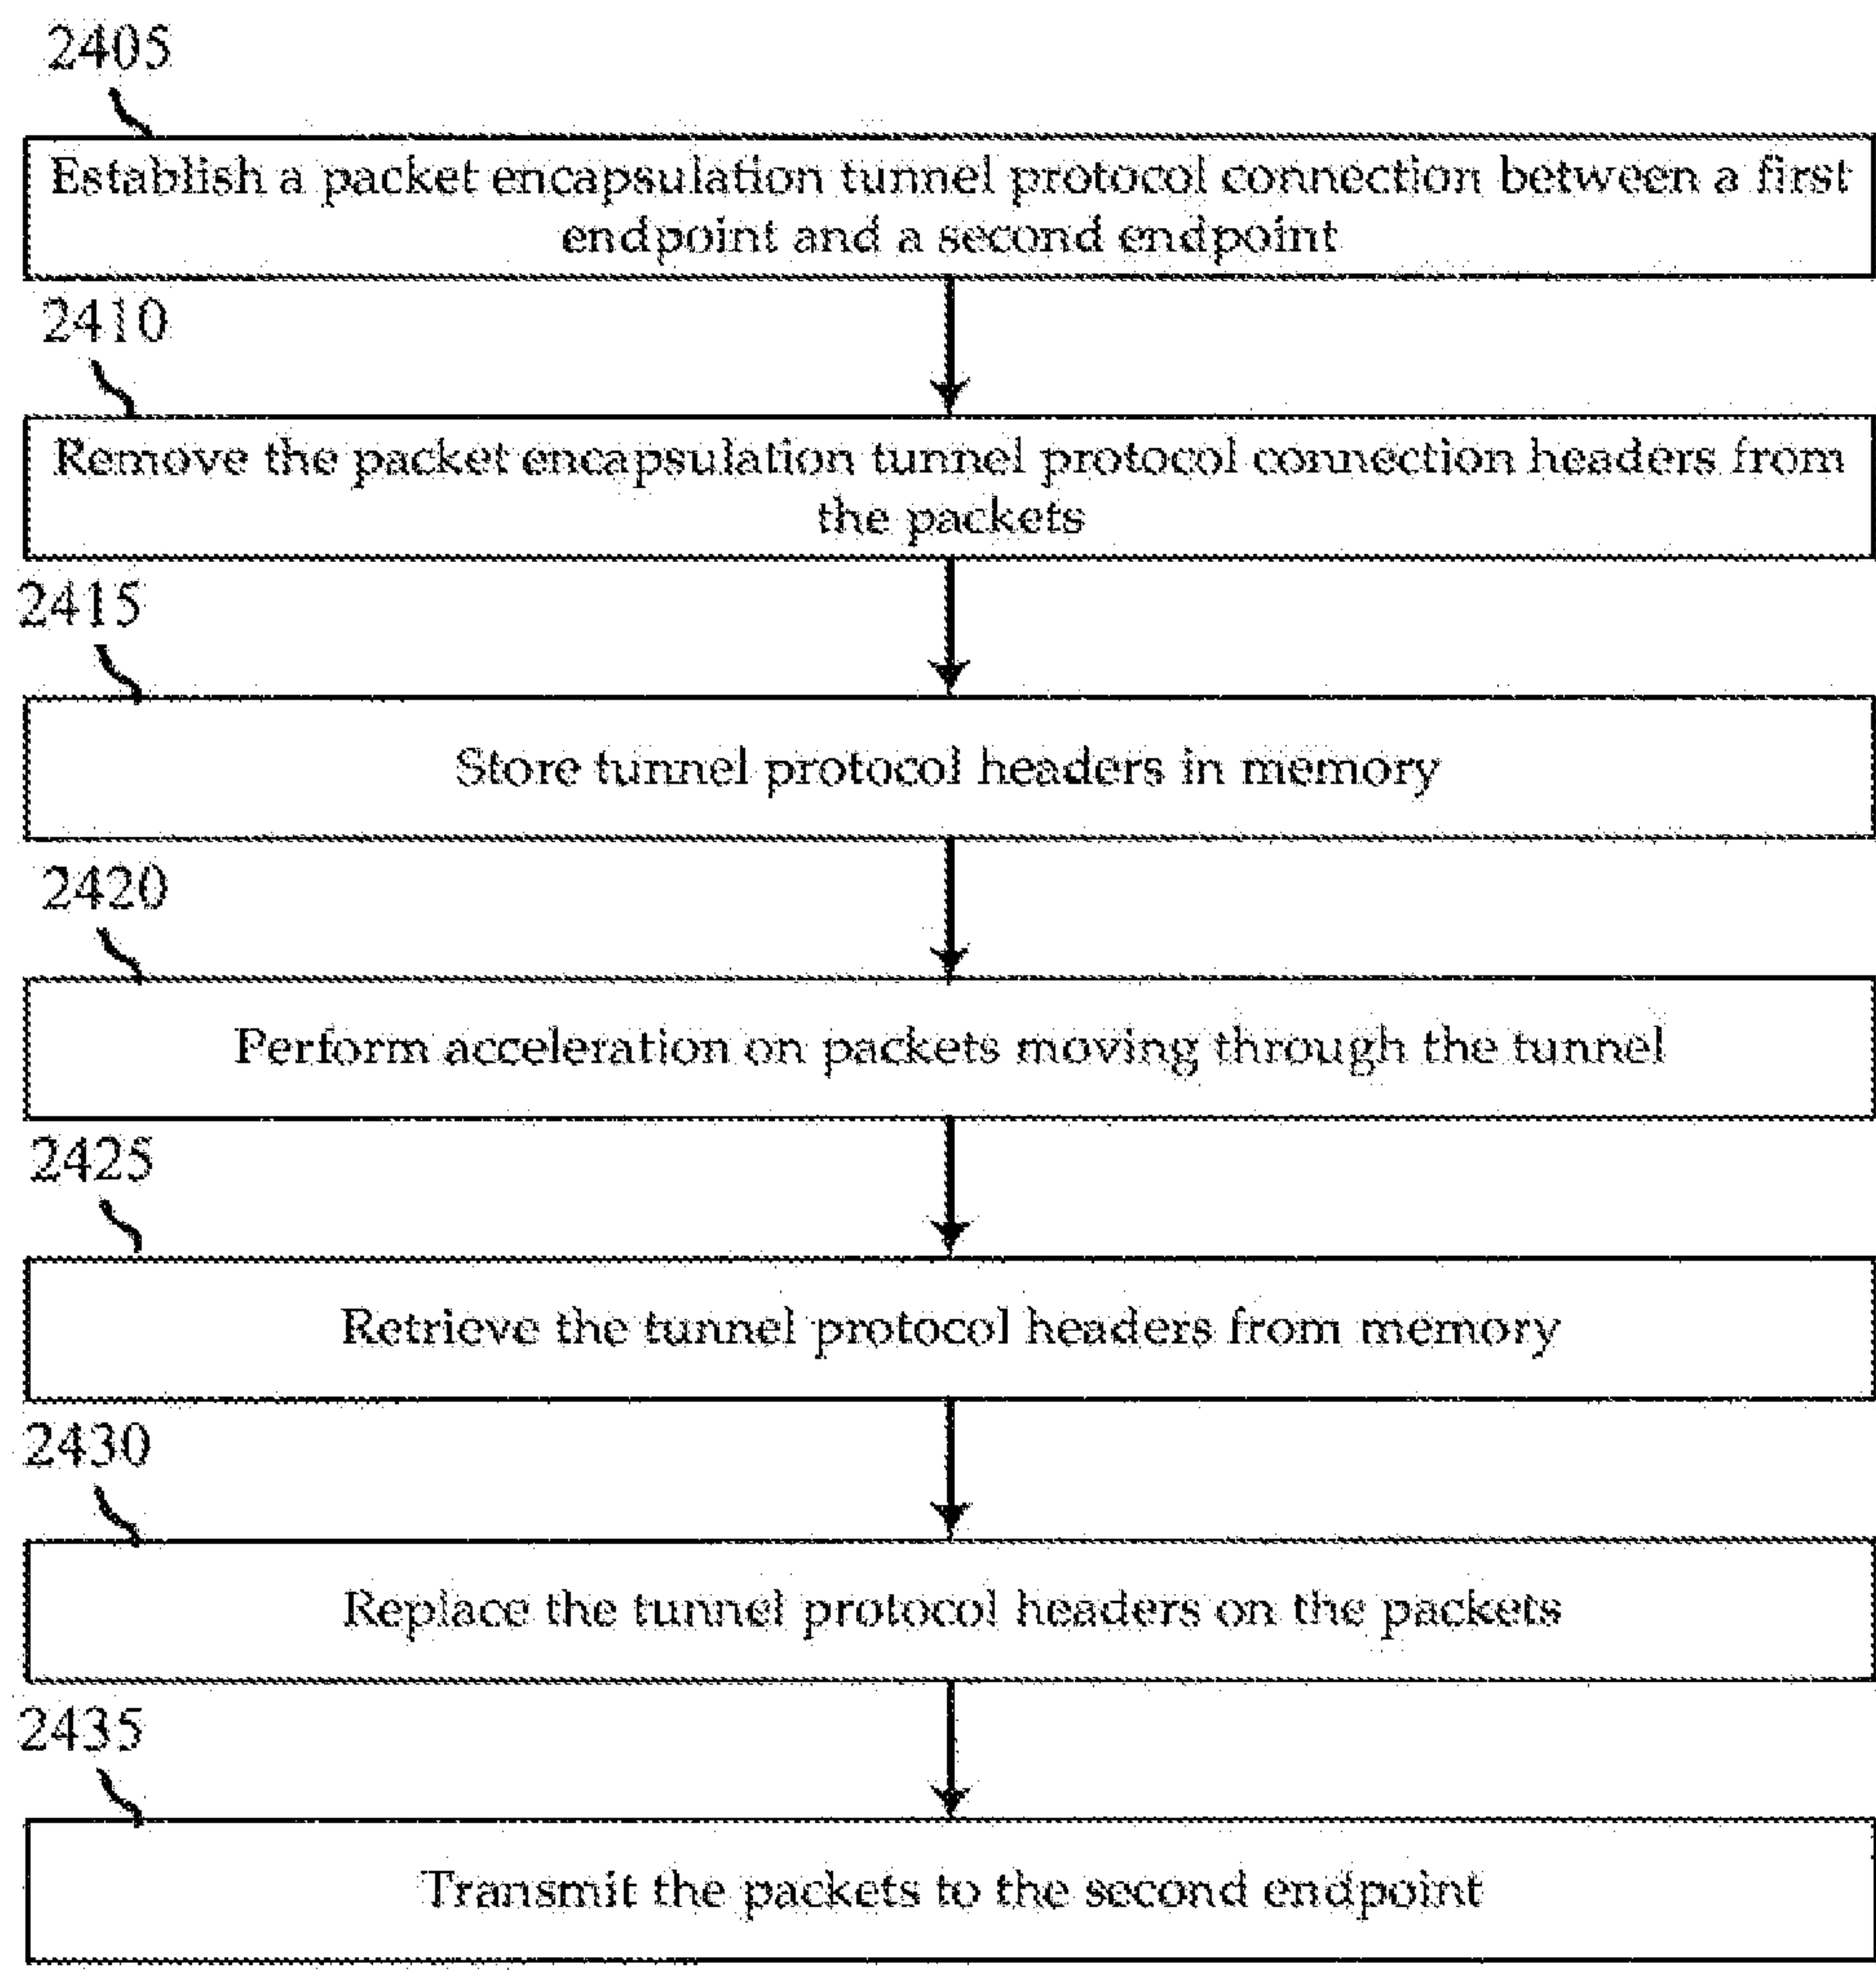 2405
Establish a packet encapsulation tunnel protocol connection between a first
endpoint and a second endpoint
2410
Remove the packet encapsulation tunnel protocol connection headers from
the packets
2415
Store tunnel protocol headers in memory
2420
Perform acceleration on packets moving through the tunnel
2425
Retrieve the tunnel protocol headers from memory
2430
Replace the tunnel protocol headers on the packets
2435
Transmit the packets to the second endpoint